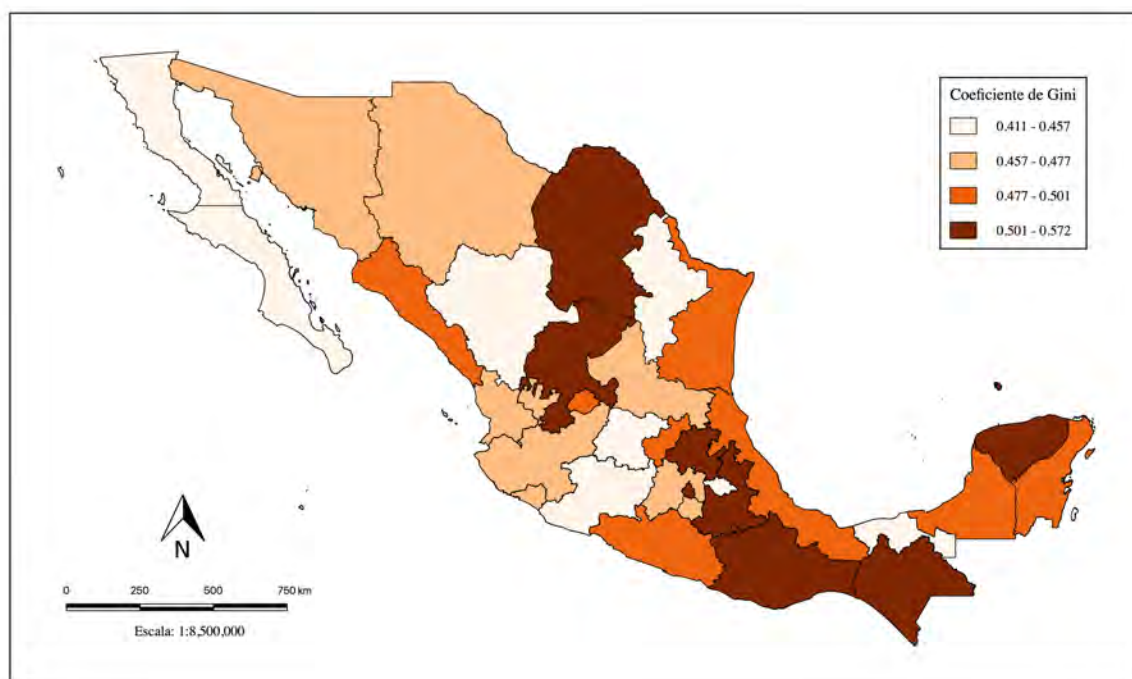 Coeficiente de Gini
0.411 - 0.457
0.457 - 0.477
0.477 - 0.501
0.501 - 0.572
N
0 250 500 750 km
Escala: 1:8,500,000